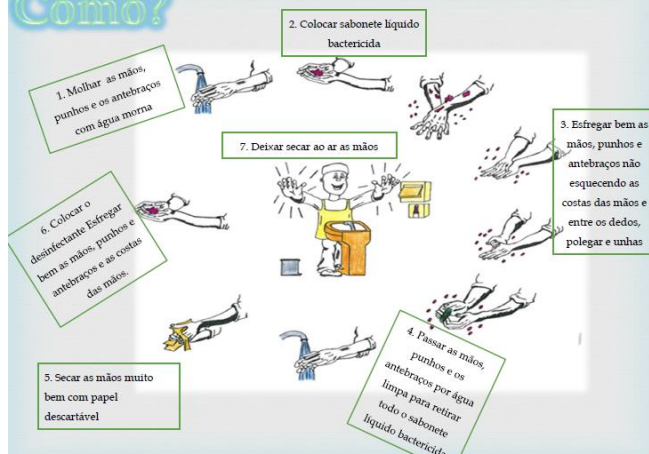 Como?
1. Molhar as mãos,
punhos e os antebraços
com água morna
2. Colocar sabonete liquido
bactericida
3. Esfregar bem as
mãos, punhos e
antebraços não
esquecendo as
costas das mãos e
entre os dedos,
polegar e unhas
4. Passar as mãos,
punhos e os
antebraços por água
limpa para retirar
todo o sabonete
liquido bactericida
5. Secar as mãos muito
bem com papel
descartável
6. Colocar o
desinfectante Esfregar
bem as mãos, punhos e
antebraços e as costas
das mãos.
7. Deixar secar ao ar as mãos